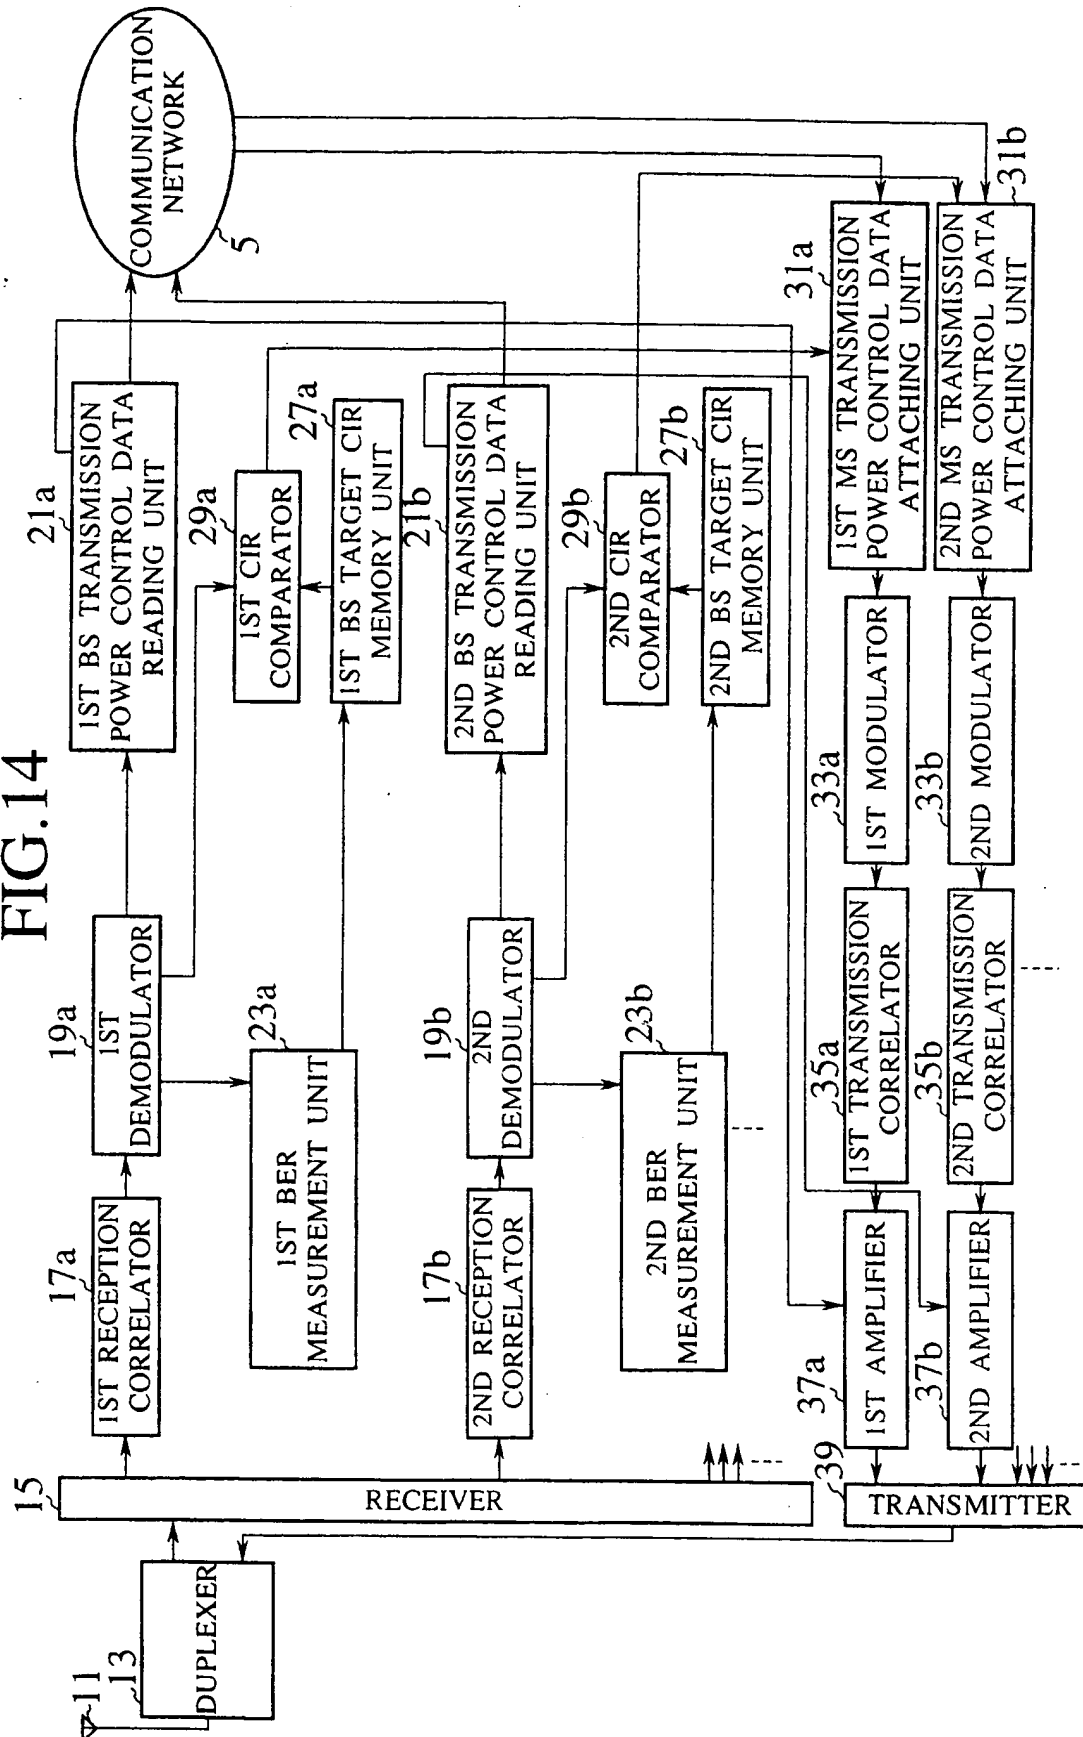 FIG.14
11
13
DUPLEXER
15
RECEIVER
17a
1ST RECEPTION
CORRELATOR
19a
1ST
DEMODULATOR
21a
1ST BS TRANSMISSION
POWER CONTROL DATA
READING UNIT
COMMUNICATION
NETWORK
5
23a
1ST BER
MEASUREMENT UNIT
29a
1ST CIR
COMPARATOR
27a
1ST BS TARGET CIR
MEMORY UNIT
17b
2ND RECEPTION
CORRELATOR
19b
2ND
DEMODULATOR
21b
2ND BS TRANSMISSION
POWER CONTROL DATA
READING UNIT
23b
2ND BER
MEASUREMENT UNIT
29b
2ND CIR
COMPARATOR
27b
2ND BS TARGET CIR
MEMORY UNIT
39
TRANSMITTER
37a
1ST AMPLIFIER
35a
1ST TRANSMISSION
CORRELATOR
33a
1ST MODULATOR
31a
1ST MS TRANSMISSION
POWER CONTROL DATA
ATTACHING UNIT
37b
2ND AMPLIFIER
35b
2ND TRANSMISSION
CORRELATOR
33b
2ND MODULATOR
31b
2ND MS TRANSMISSION
POWER CONTROL DATA
ATTACHING UNIT